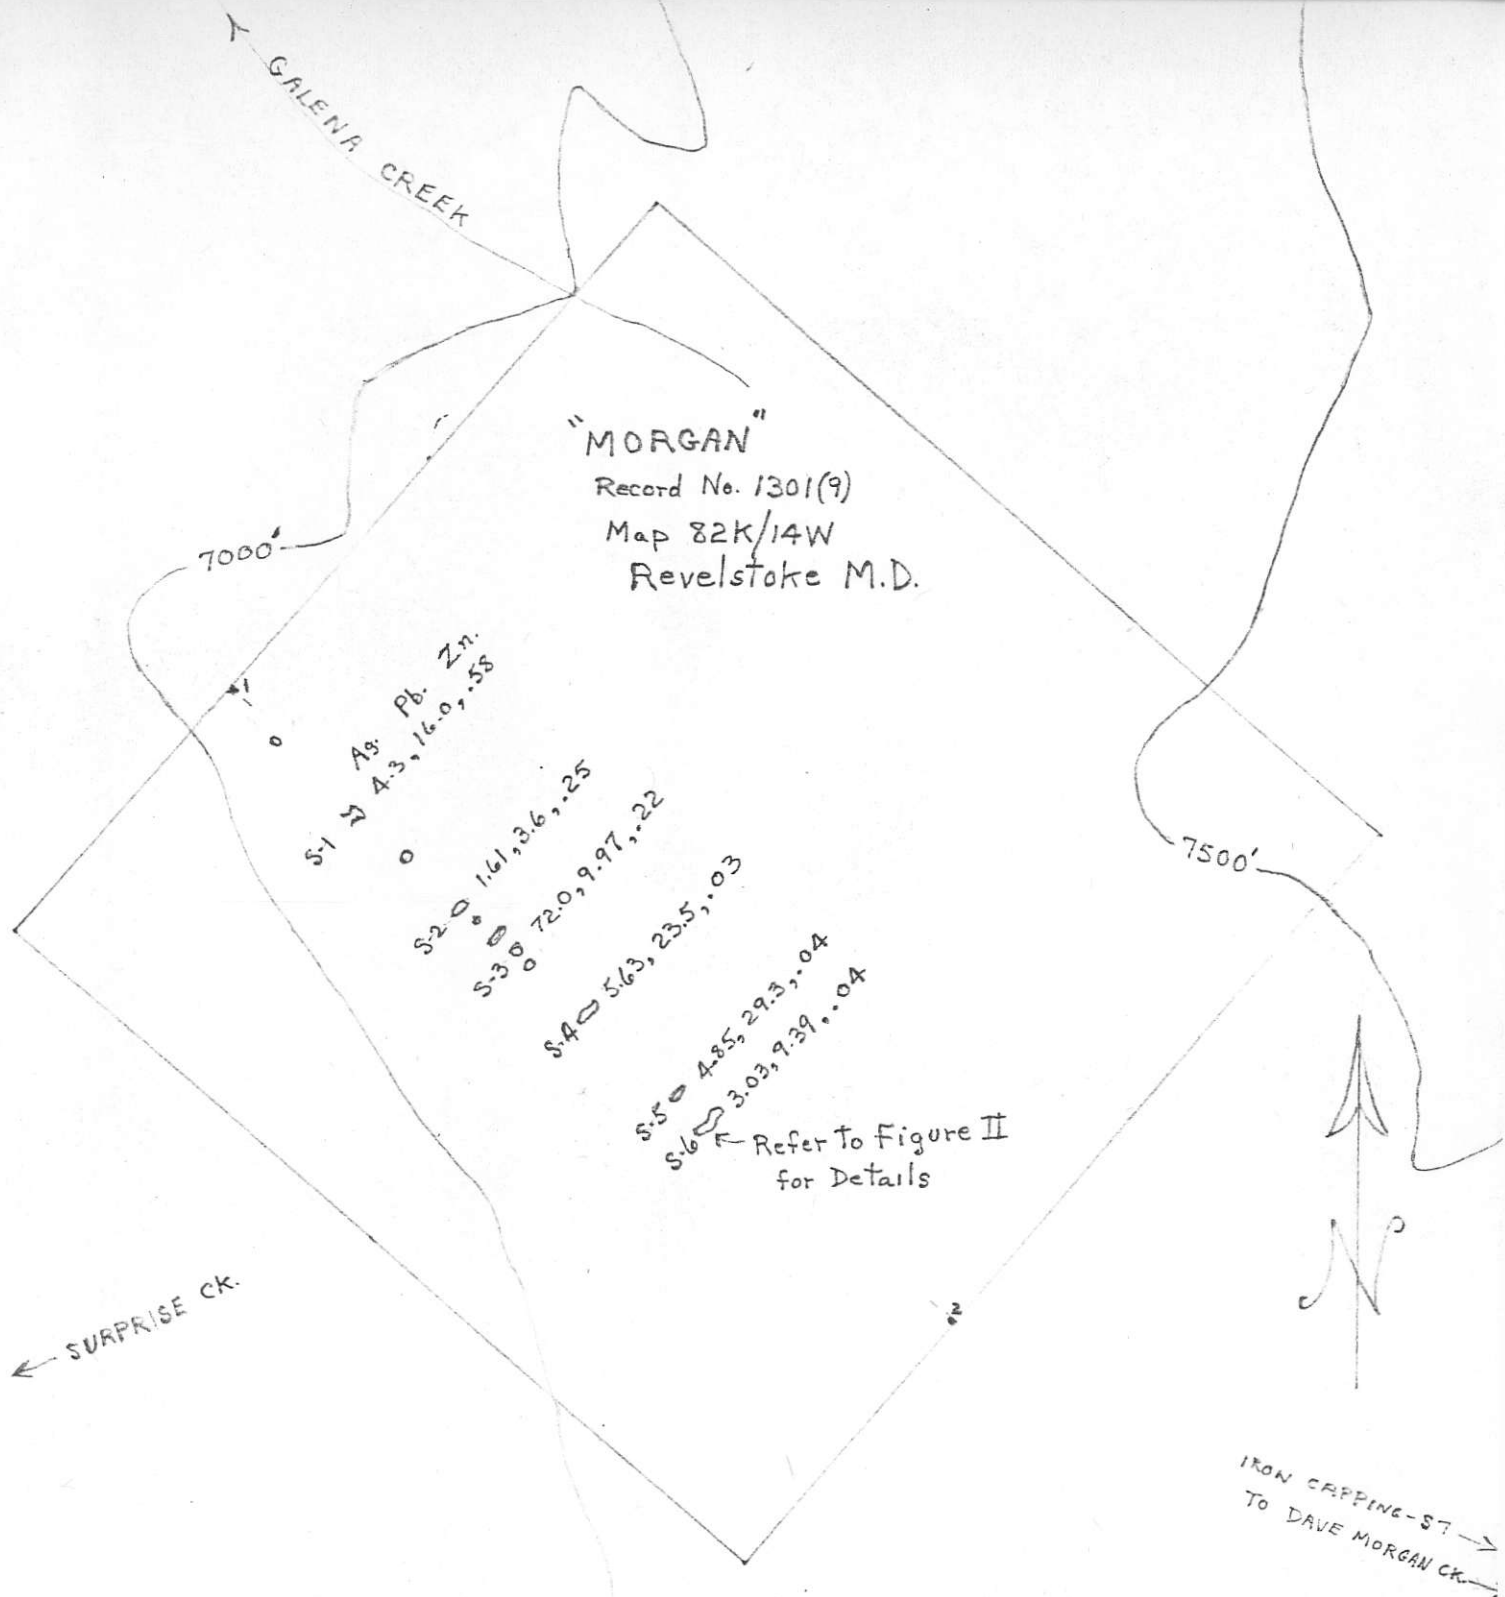 GALENA CREEK
"MORGAN"
Record No. 1301(9)
Map 82K/14W
Revelstoke M.D.
7000'
1
Ag. Pb. Zn.
S-1 4.3, 16.0, .58
S-2 1.61, 3.6, .25
S-3 72.0, 9.97, .22
S-4 5.63, 23.5, .03
S-5 4.85, 29.3, .04
S-6 3.03, 9.39, .04
Refer to Figure II
for Details
7500'
2
N
SURPRISE CK.
IRON CAPPING-S7
TO DAVE MORGAN CK.